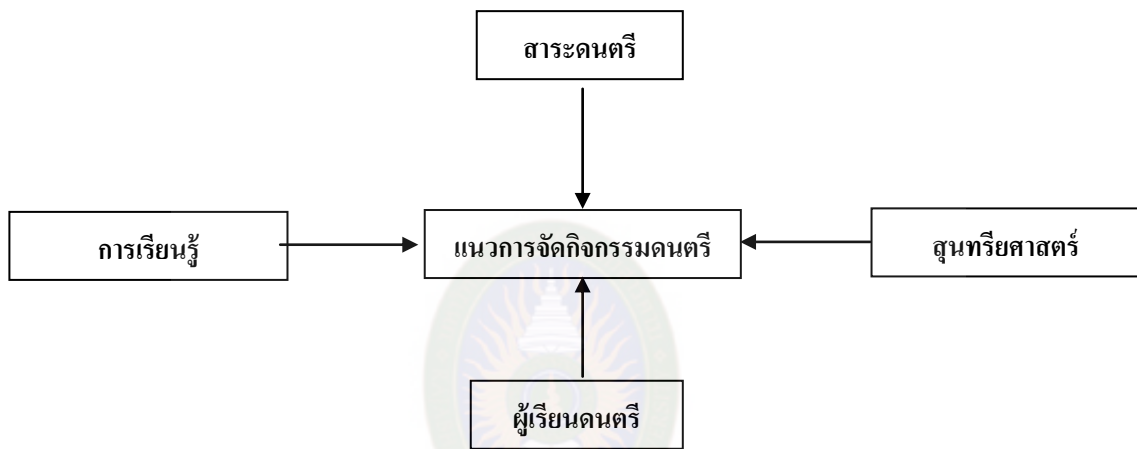 สาระดนตรี
การเรียนรู้
แนวการจัดกิจกรรมดนตรี
สุนทรียศาสตร์
ผู้เรียนดนตรี